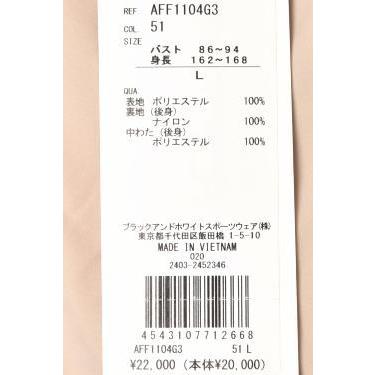 REF AFF1104G3
COL. 51
SIZE
バスト 86～94
身長 162～168
L
QUA
表地 ポリエステル 100%
裏地（後身）
ナイロン 100%
中わた（後身）
ポリエステル 100%
ブラックアンドホワイトスポーツウェア(株)
東京都千代田区飯田橋 1-5-10
MADE IN VIETNAM
020
2403-2452346
4543107712668
AFF1104G3 51 L
¥22,000 (本体¥20,000)